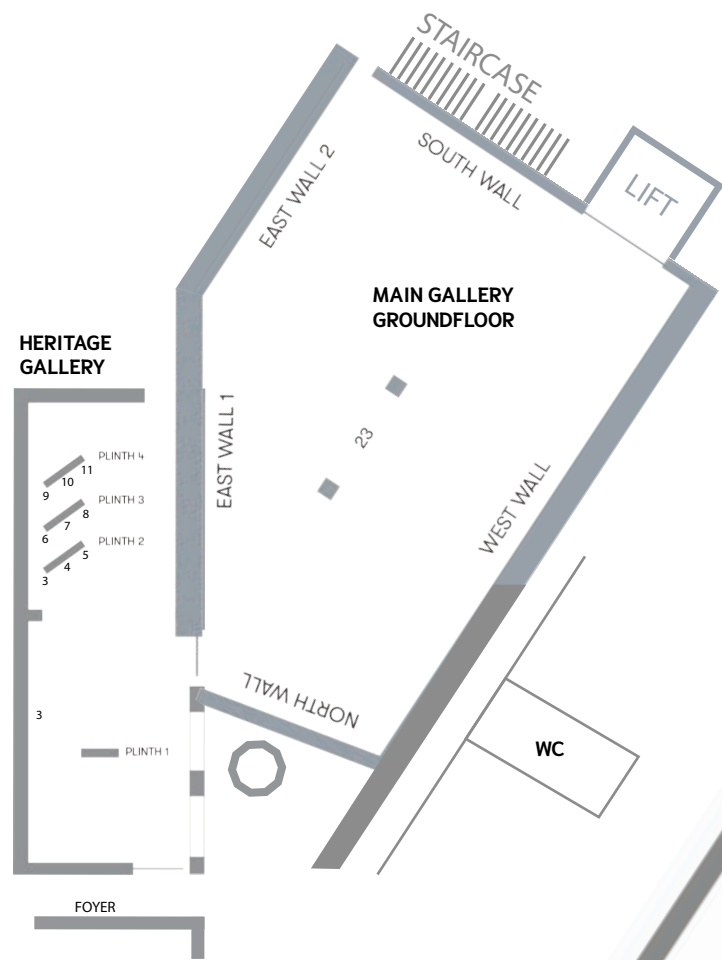 STAIRCASE
SOUTH WALL
LIFT
EAST WALL 2
MAIN GALLERY
GROUNDFLOOR
HERITAGE
GALLERY
EAST WALL 1
23
WEST WALL
PLINTH 4
11
10
9
PLINTH 3
8
7
6
PLINTH 2
5
4
3
NORTH WALL
3
PLINTH 1
WC
FOYER